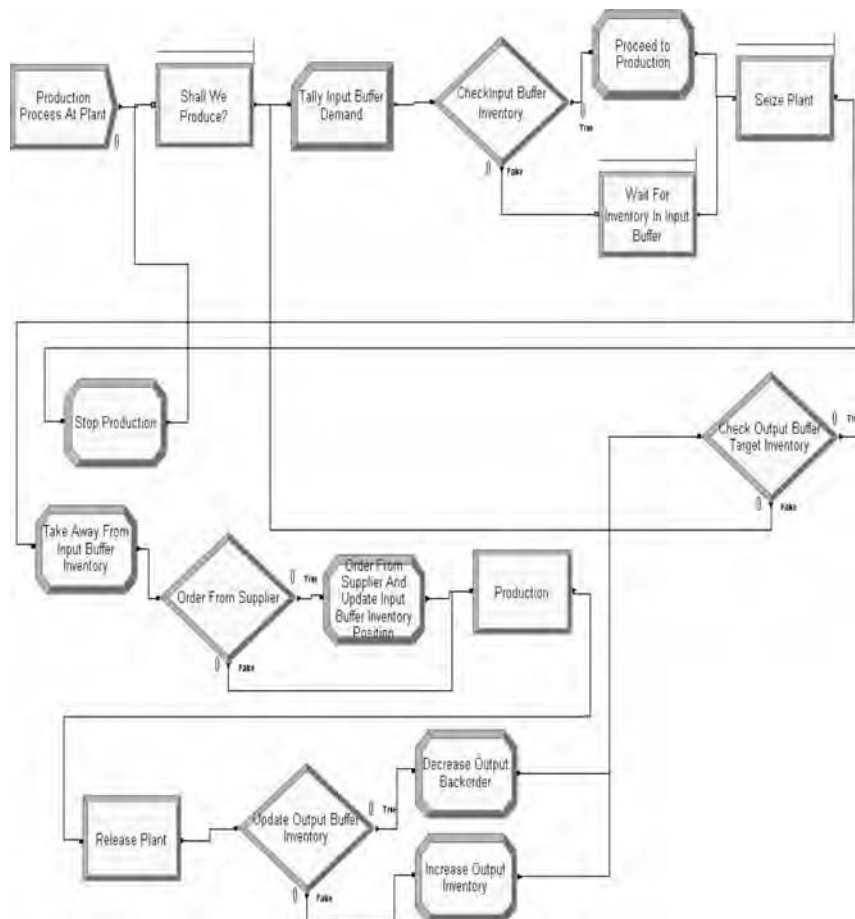 Production
Process At Plant
Shall We
Produce?
Tally Input Buffer
Demand
CheckInput Buffer
Inventory
True
False
Proceed to
Production
Wait For
Inventory In Input
Buffer
Seize Plant
Stop Production
Check Output Buffer
Target Inventory
Tru
False
Take Away From
Input Buffer
Inventory
Order From Supplier
True
False
Order From
Supplier And
Update Input
Buffer Inventory
Position
Production
Release Plant
Update Output Buffer
Inventory
True
False
Decrease Output
Backorder
Increase Output
Inventory